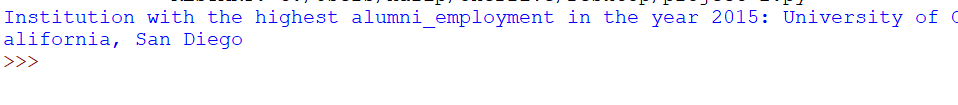 Institution with the highest alumni_employment in the year 2015: University of C
alifornia, San Diego
>>>